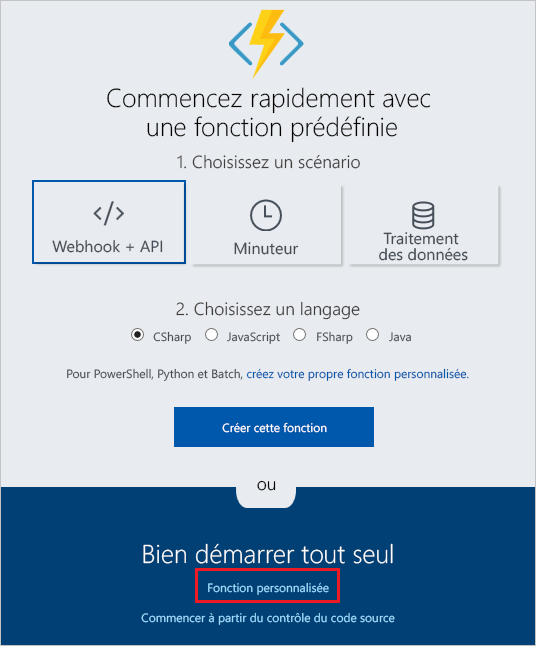 Commencez rapidement avec
une fonction prédéfinie
1. Choisissez un scénario
Webhook + API
Minuteur
Traitement
des données
2. Choisissez un langage
CSharp JavaScript FSharp Java
Pour PowerShell, Python et Batch, créez votre propre fonction personnalisée.
Créer cette fonction
ou
Bien démarrer tout seul
Fonction personnalisée
Commencer à partir du contrôle du code source